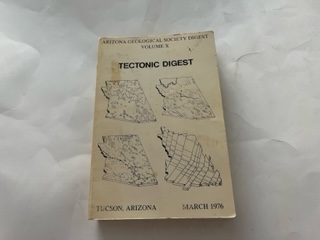 ARIZONA GEOLOGICAL SOCIETY DIGEST
VOLUME X
TECTONIC DIGEST
TUCSON, ARIZONA MARCH 1976